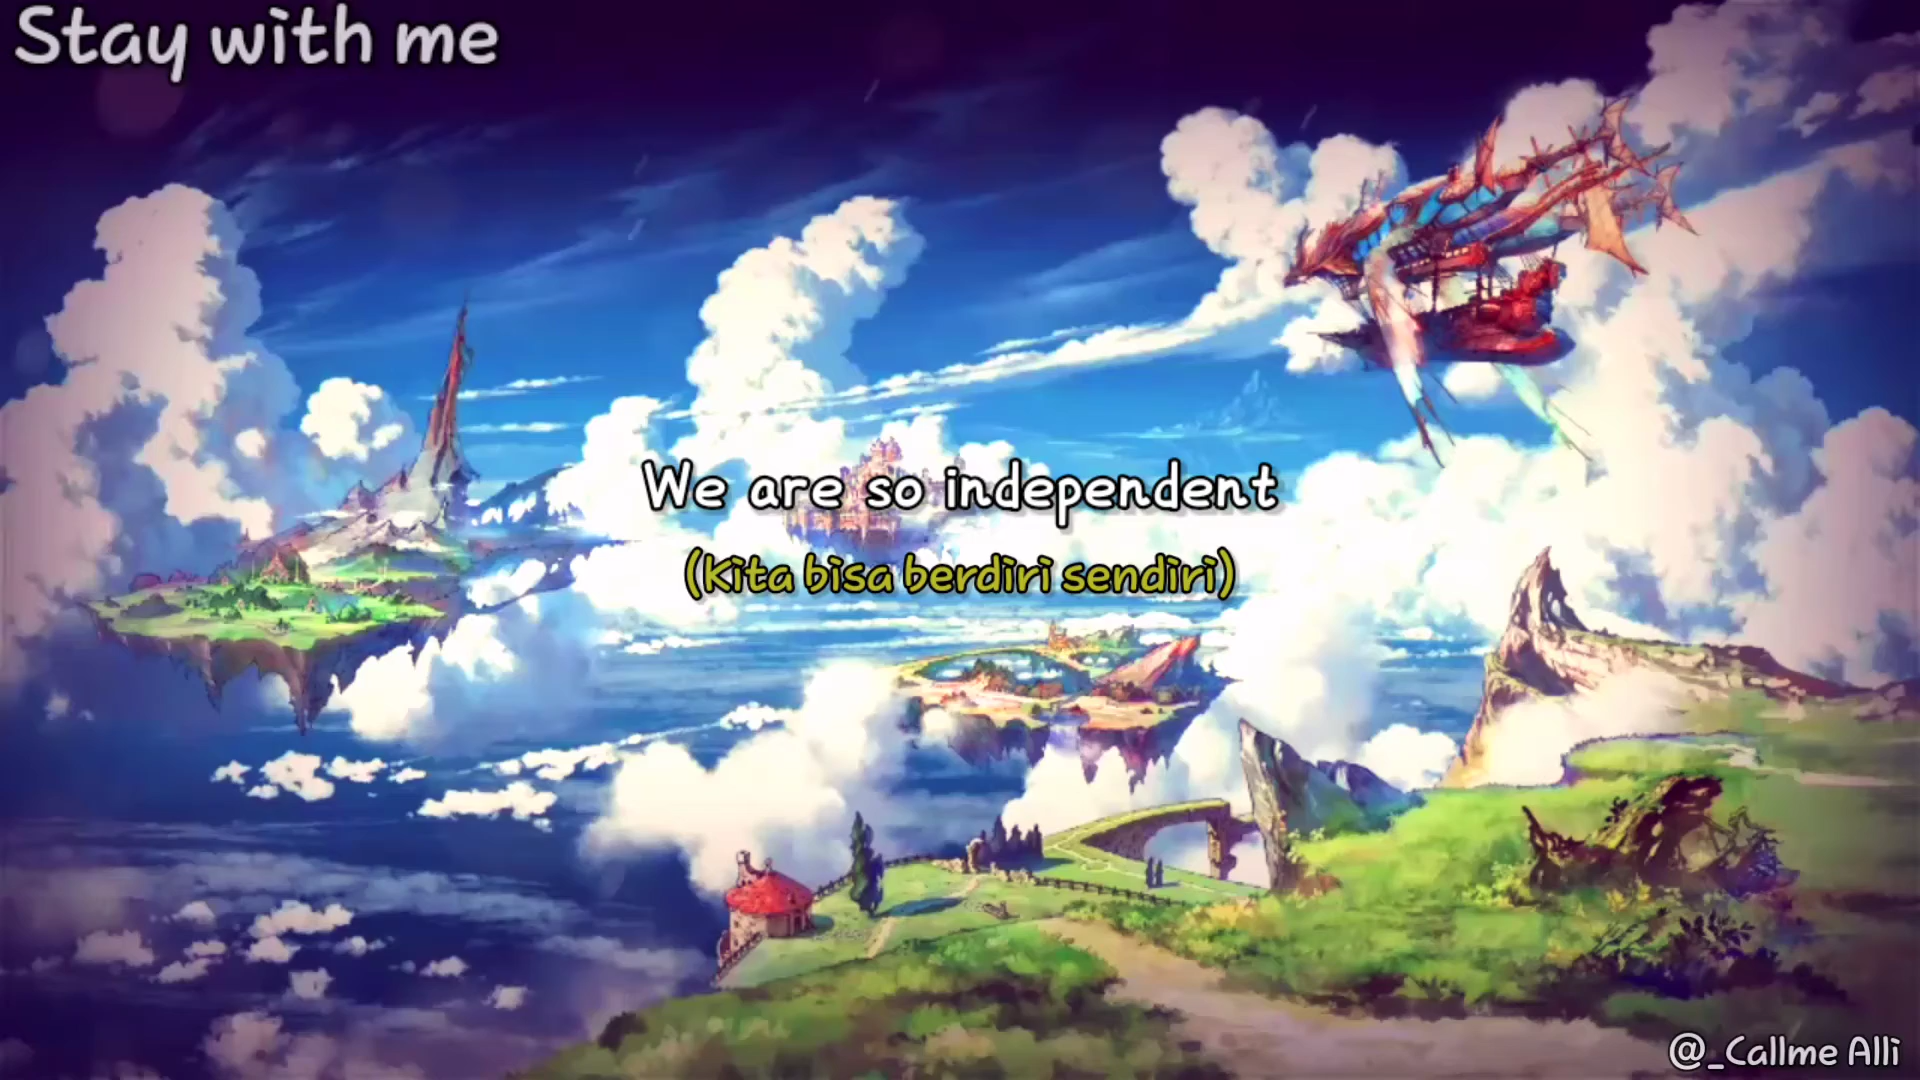 Stay with me
We are so independent
(Kita bisa berdiri sendiri)
@_Callme Alli